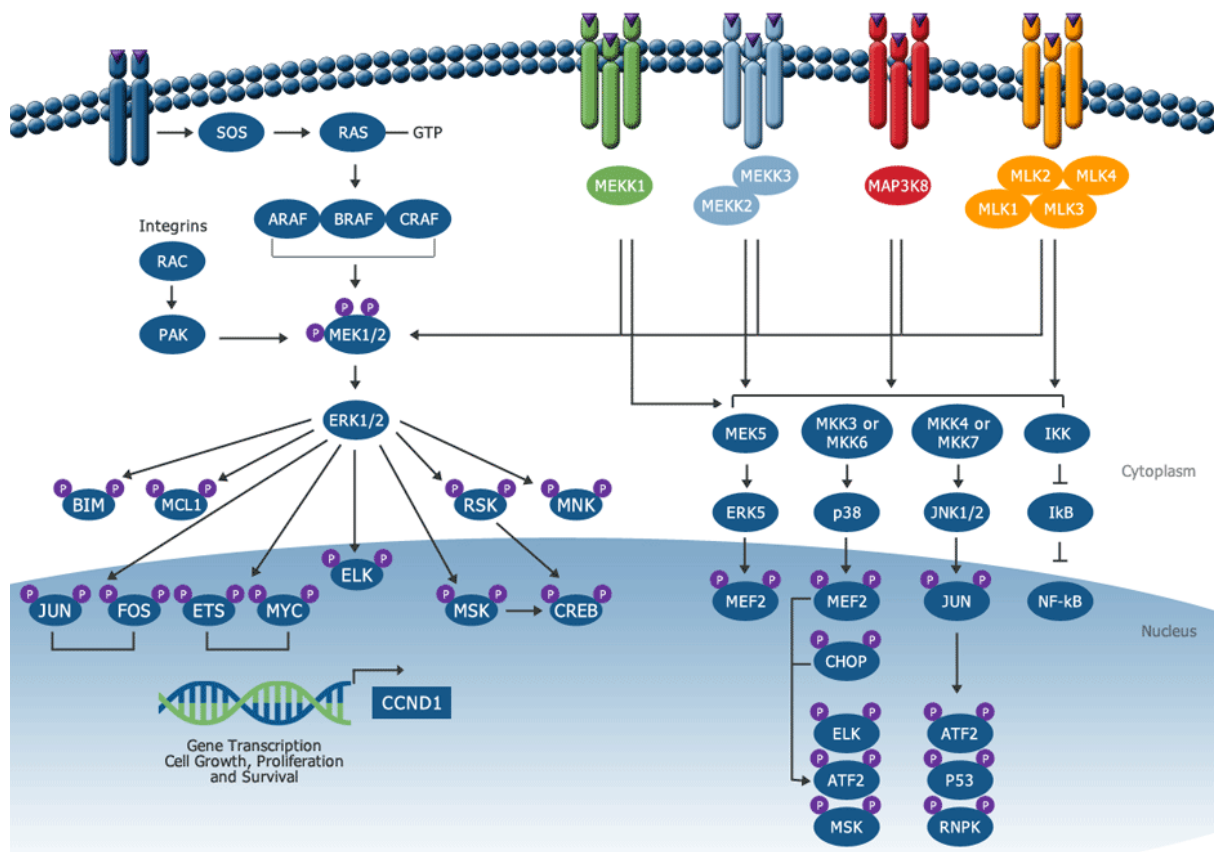 SOS
RAS
GTP
MEKK1
MEKK3
MEKK2
MAP3K8
MLK2
MLK4
MLK1
MLK3
ARAF
BRAF
CRAF
Integrins
RAC
PAK
P
P
P
MEK1/2
ERK1/2
MEK5
MKK3 or
MKK6
MKK4 or
MKK7
IKK
Cytoplasm
P
P
BIM
P
P
MCL1
P
P
RSK
P
P
MNK
ERK5
p38
JNK1/2
IkB
P
P
ELK
P
P
JUN
P
P
FOS
P
P
ETS
P
P
MYC
P
P
MSK
P
P
CREB
P
P
MEF2
P
P
MEF2
P
P
JUN
NF-kB
Nucleus
P
P
CHOP
CCND1
Gene Transcription
Cell Growth, Proliferation
and Survival
P
P
ELK
P
P
ATF2
P
P
MSK
P
P
ATF2
P
P
P53
P
P
RNPK